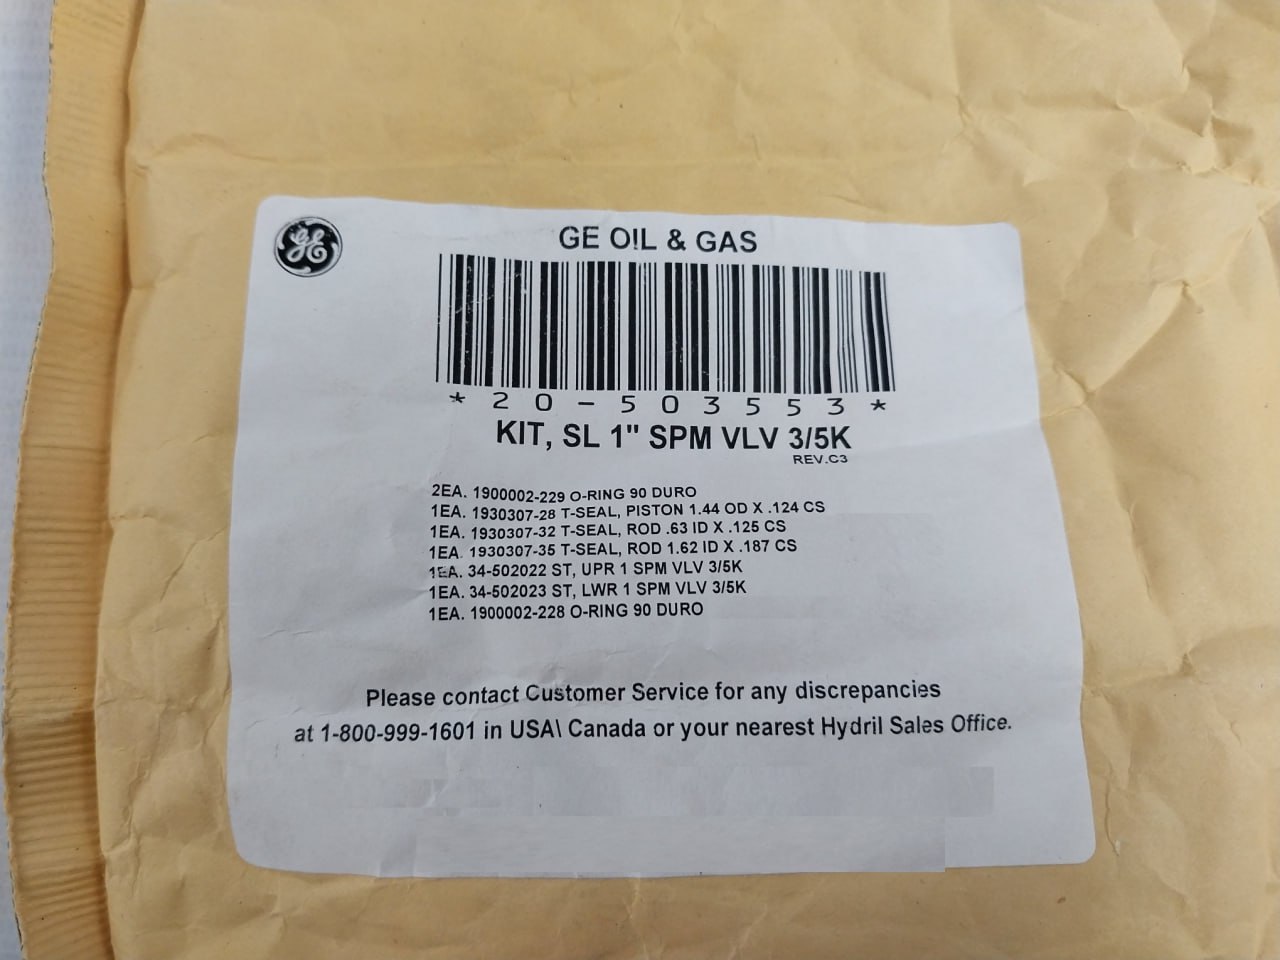 GE
GE OIL & GAS
*20-503553*
KIT, SL 1" SPM VLV 3/5K
REV.C3
2EA. 1900002-229 O-RING 90 DURO
1EA. 1930307-28 T-SEAL, PISTON 1.44 OD X .124 CS
1EA. 1930307-32 T-SEAL, ROD .63 ID X .125 CS
1EA. 1930307-35 T-SEAL, ROD 1.62 ID X .187 CS
1EA. 34-502022 ST, UPR 1 SPM VLV 3/5K
1EA. 34-502023 ST, LWR 1 SPM VLV 3/5K
1EA. 1900002-228 O-RING 90 DURO
Please contact Customer Service for any discrepancies
at 1-800-999-1601 in USA\ Canada or your nearest Hydril Sales Office.